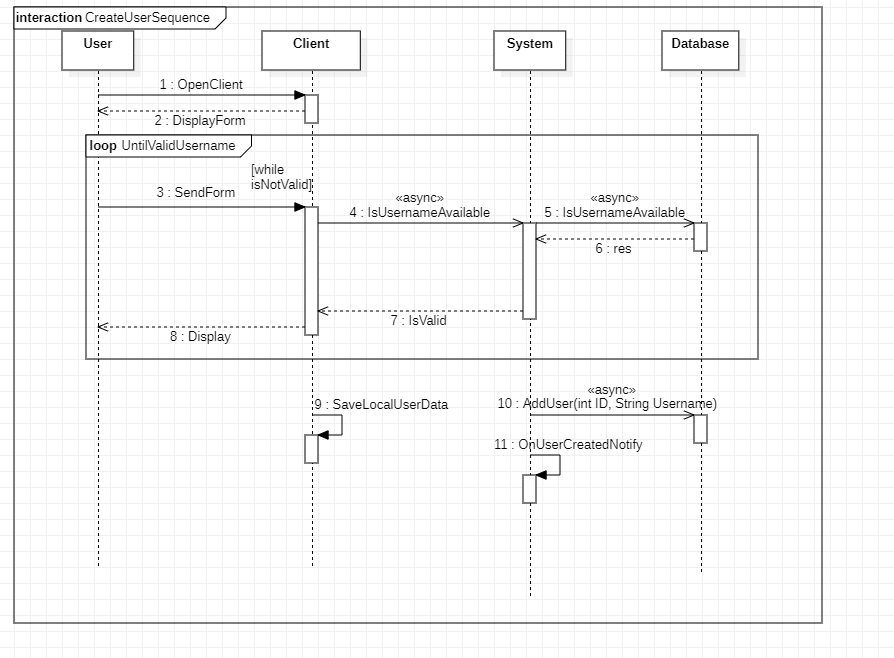 interaction CreateUserSequence
User
Client
System
Database
1 : OpenClient
2 : DisplayForm
loop UntilValidUsername
[while
isNotValid]
3 : SendForm
«async»
4 : IsUsernameAvailable
«async»
5 : IsUsernameAvailable
6 : res
7 : IsValid
8 : Display
9 : SaveLocalUserData
«async»
10 : AddUser(int ID, String Username)
11 : OnUserCreatedNotify